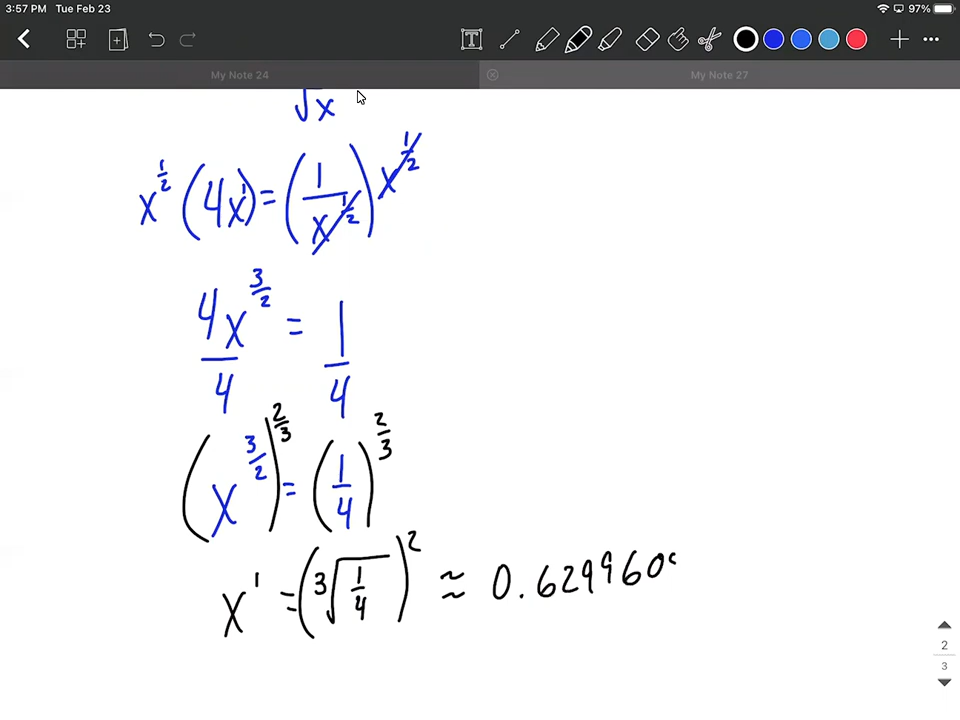 3:57 PM Tue Feb 23 97%
My Note 24 My Note 27
√x
x^(1/2) (4x^1) = (1/x^(1/2)) x^(1/2)
4x^(3/2)/4 = 1/4
(x^(3/2))^(2/3) = (1/4)^(2/3)
x^1 = (³√(1/4))^2 ≈ 0.629960
2
3